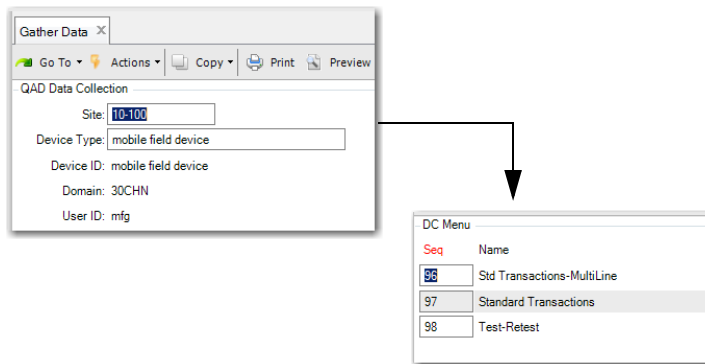 Gather Data X
Go To Actions Copy Print Preview
QAD Data Collection
Site: 10-100
Device Type: mobile field device
Device ID: mobile field device
Domain: 30CHN
User ID: mfg
DC Menu
Seq Name
96 Std Transactions-MultiLine
97 Standard Transactions
98 Test-Retest